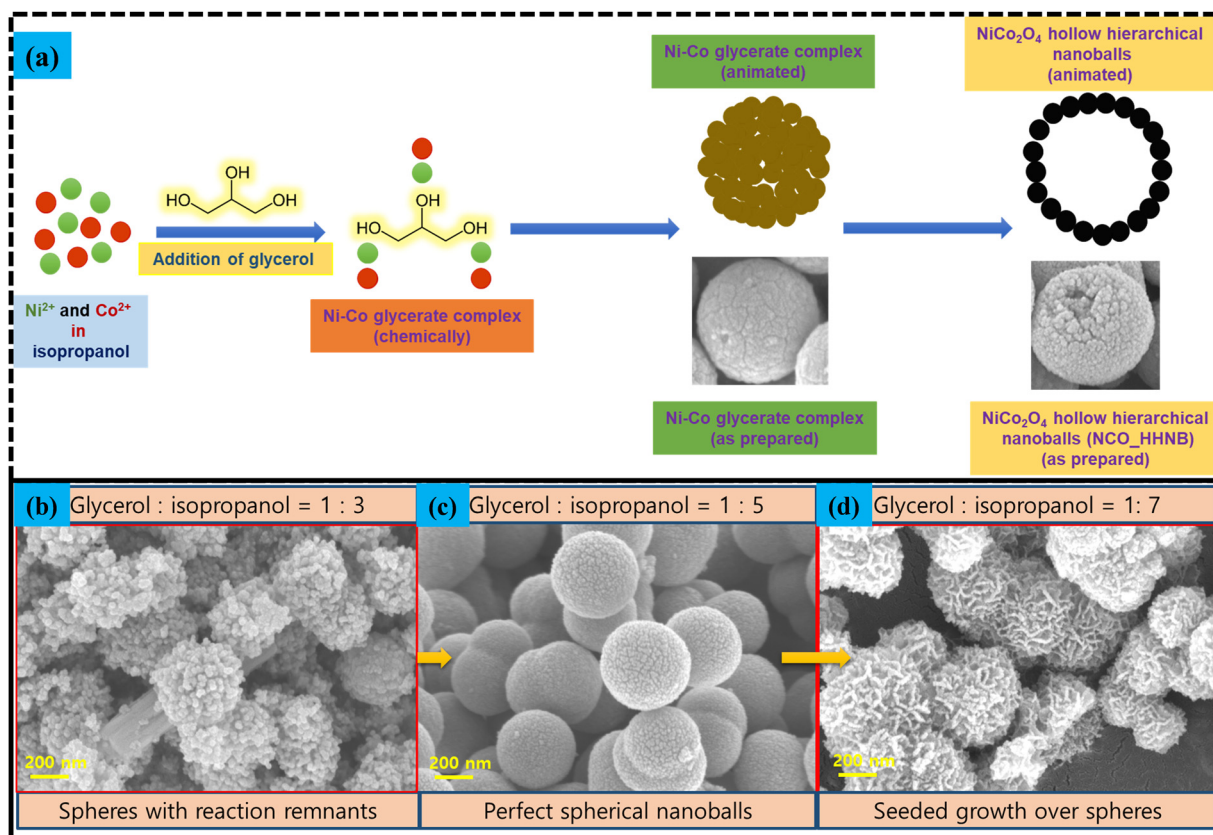 (a)
Ni-Co glycerate complex
(animated)
NiCo₂O₄ hollow hierarchical
nanoballs
(animated)
OH
HO
OH
Addition of glycerol
OH
HO
OH
Ni²⁺ and Co²⁺
in
isopropanol
Ni-Co glycerate complex
(chemically)
Ni-Co glycerate complex
(as prepared)
NiCo₂O₄ hollow hierarchical
nanoballs (NCO_HHNB)
(as prepared)
(b) Glycerol : isopropanol = 1 : 3
(c) Glycerol : isopropanol = 1 : 5
(d) Glycerol : isopropanol = 1: 7
200 nm
200 nm
200 nm
Spheres with reaction remnants
Perfect spherical nanoballs
Seeded growth over spheres